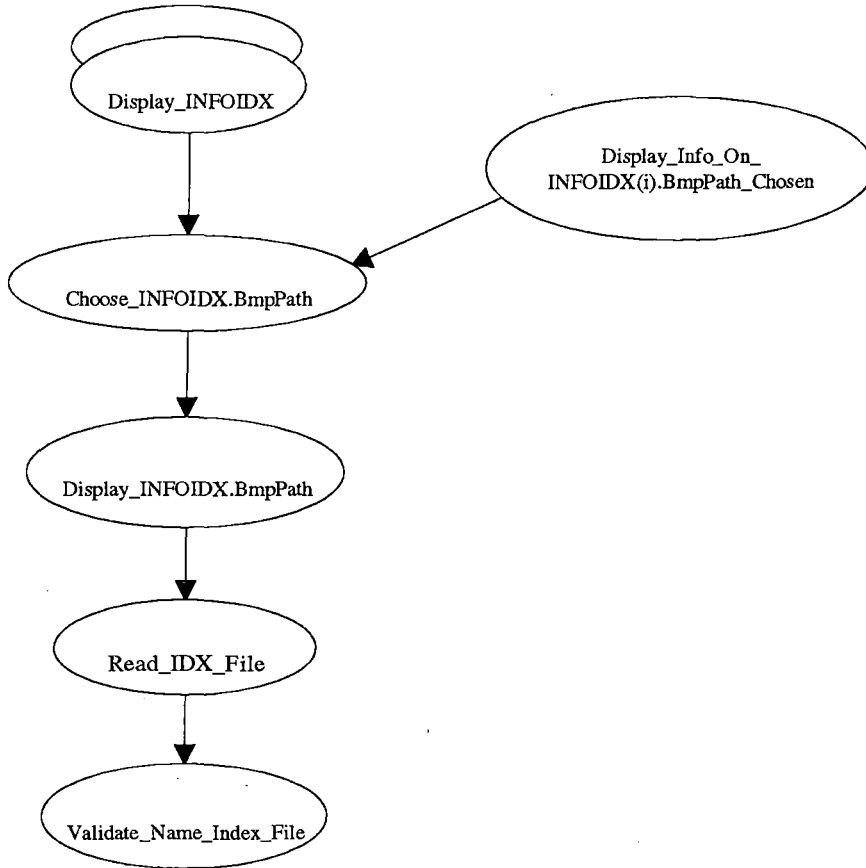 Display_INFOIDX
Display_Info_On_
INFOIDX(i).BmpPath_Chosen
Choose_INFOIDX.BmpPath
Display_INFOIDX.BmpPath
Read_IDX_File
Validate_Name_Index_File